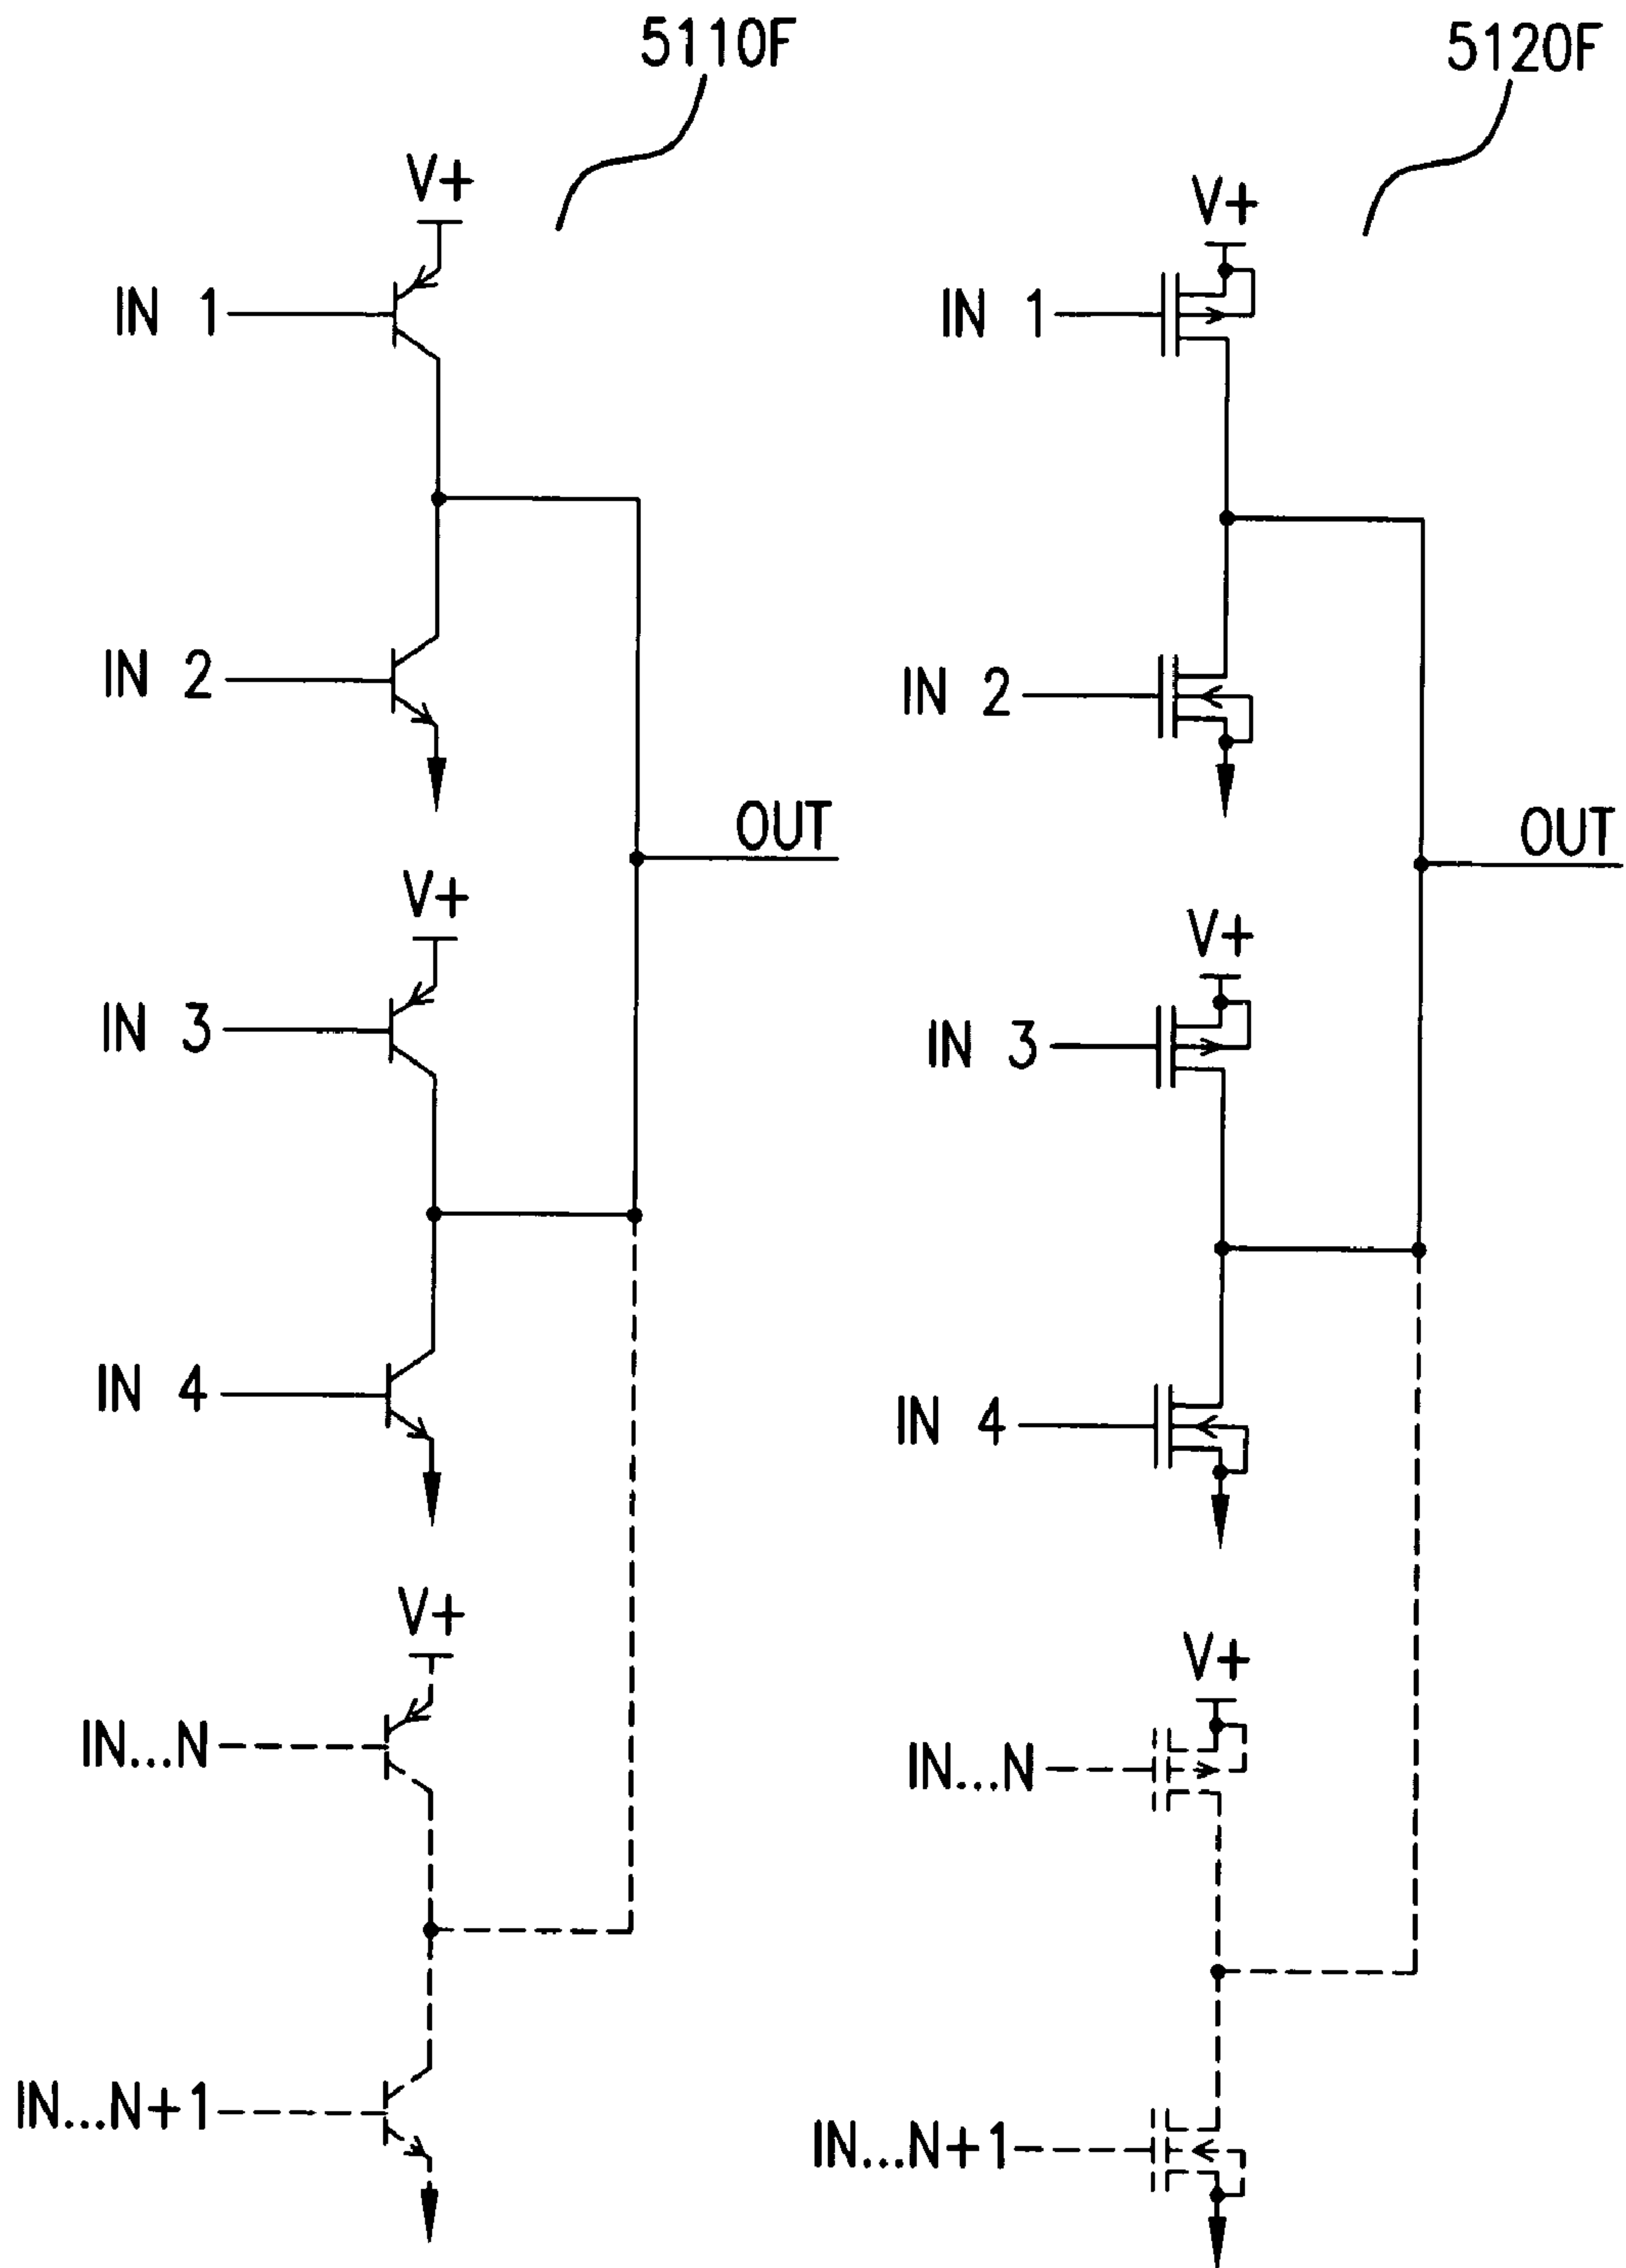 5110F
V+
IN 1
IN 2
OUT
V+
IN 3
IN 4
V+
IN...N
IN...N+1
5120F
V+
IN 1
IN 2
OUT
V+
IN 3
IN 4
V+
IN...N
IN...N+1